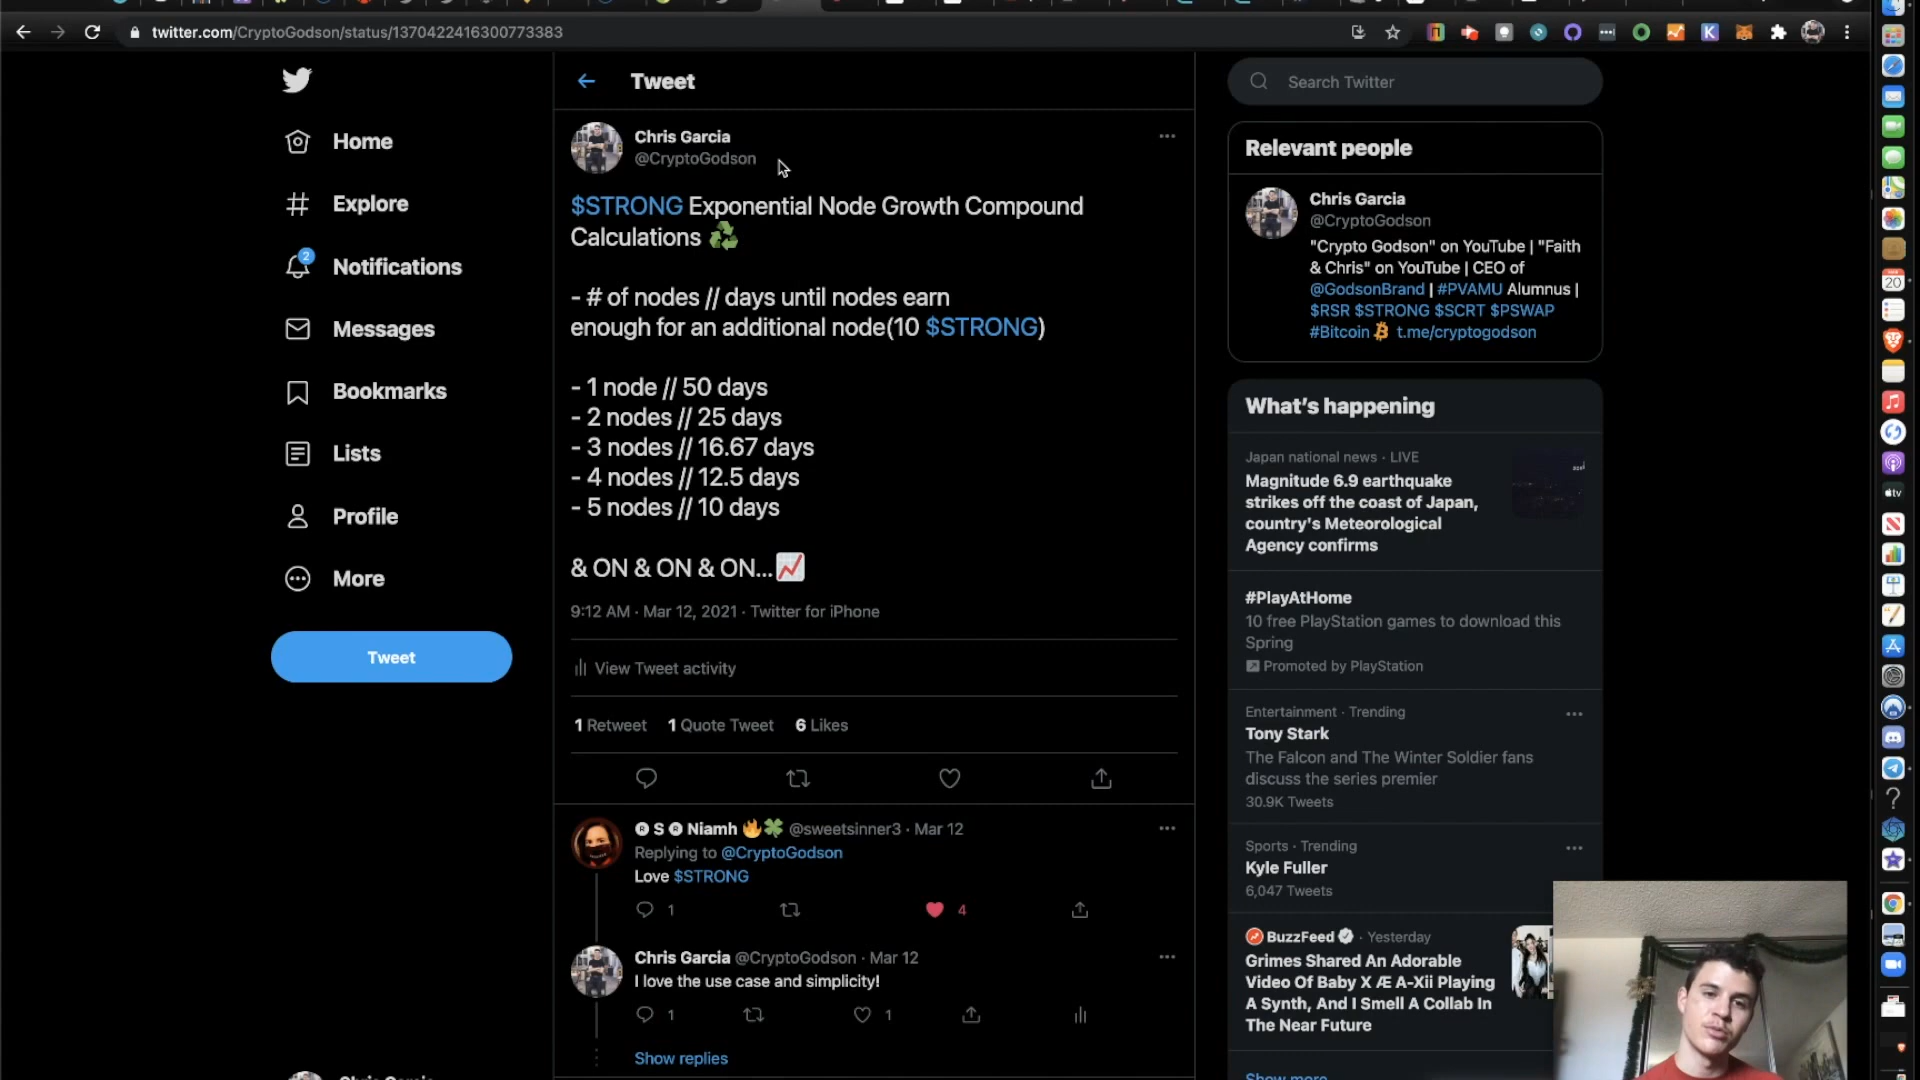 twitter.com/CryptoGodson/status/1370422416300773383
Home
Explore
2
Notifications
Messages
Bookmarks
Lists
Profile
More
Tweet
Tweet
Chris Garcia
@CryptoGodson
$STRONG Exponential Node Growth Compound
Calculations ♻️
- # of nodes // days until nodes earn
enough for an additional node(10 $STRONG)
- 1 node // 50 days
- 2 nodes // 25 days
- 3 nodes // 16.67 days
- 4 nodes // 12.5 days
- 5 nodes // 10 days
& ON & ON & ON...📈
9:12 AM · Mar 12, 2021 · Twitter for iPhone
View Tweet activity
1 Retweet 1 Quote Tweet 6 Likes
® S ® Niamh 🔥🍀 @sweetsinner3 · Mar 12
Replying to @CryptoGodson
Love $STRONG
1 4
Chris Garcia @CryptoGodson · Mar 12
I love the use case and simplicity!
1 1
Show replies
Search Twitter
Relevant people
Chris Garcia
@CryptoGodson
"Crypto Godson" on YouTube | "Faith
& Chris" on YouTube | CEO of
@GodsonBrand | #PVAMU Alumnus |
$RSR $STRONG $SCRT $PSWAP
#Bitcoin ₿ t.me/cryptogodson
What's happening
Japan national news · LIVE
Magnitude 6.9 earthquake
strikes off the coast of Japan,
country's Meteorological
Agency confirms
#PlayAtHome
10 free PlayStation games to download this
Spring
Promoted by PlayStation
Entertainment · Trending
Tony Stark
The Falcon and The Winter Soldier fans
discuss the series premier
30.9K Tweets
Sports · Trending
Kyle Fuller
6,047 Tweets
BuzzFeed · Yesterday
Grimes Shared An Adorable
Video Of Baby X Æ A-Xii Playing
A Synth, And I Smell A Collab In
The Near Future
Show more
20
tv